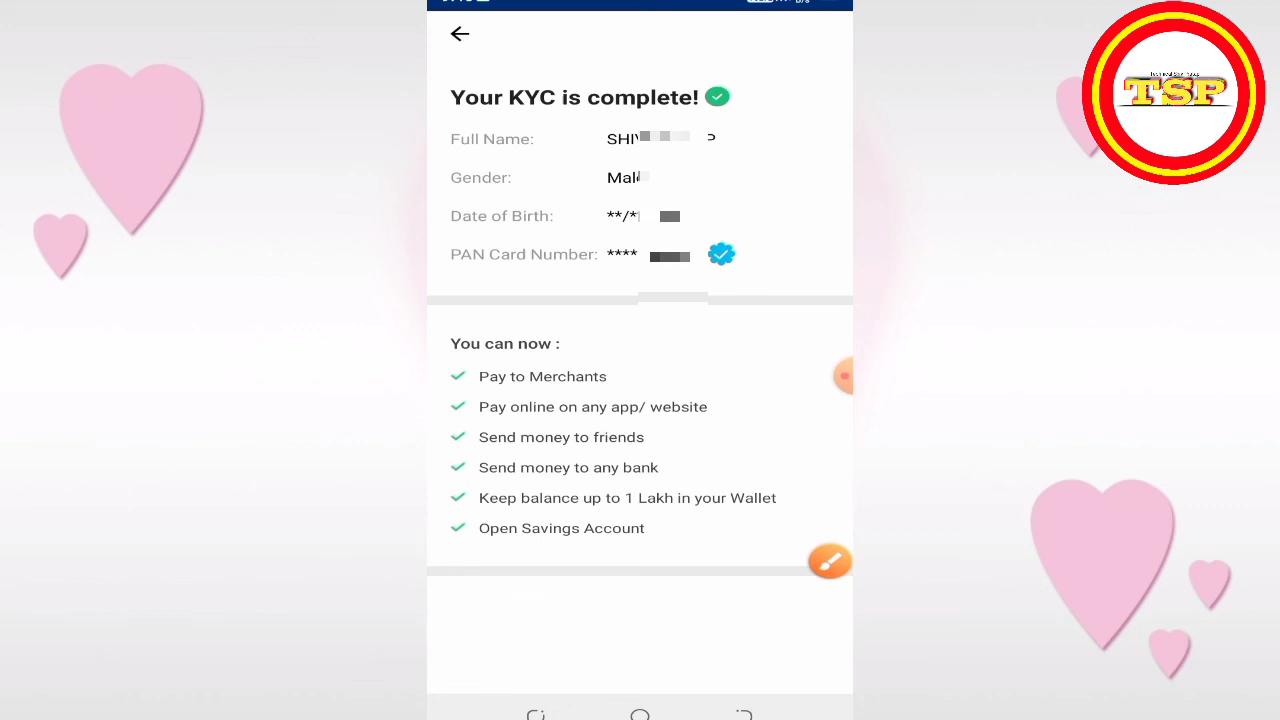 Your KYC is complete!
Full Name:
Gender:
Date of Birth: **/*
PAN Card Number: ****
You can now :
Pay to Merchants
Pay online on any app/ website
Send money to friends
Send money to any bank
Keep balance up to 1 Lakh in your Wallet
Open Savings Account
TSP